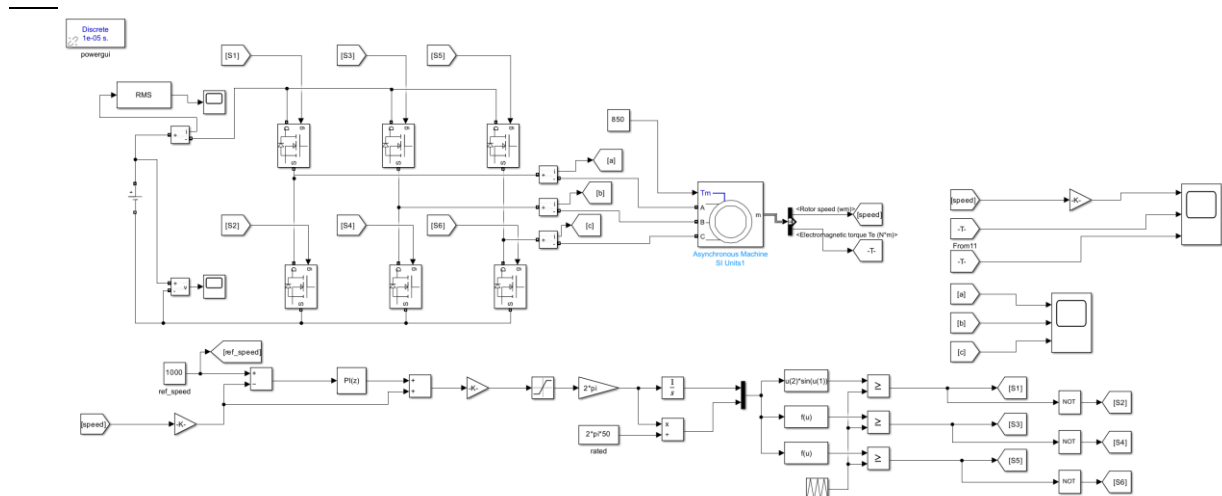 Discrete
1e-05 s.
powergui
[S1]
[S3]
[S5]
RMS
i
+
-
g
D
S
g
D
S
g
D
S
850
[a]
[b]
[c]
+
i
-
+
i
-
+
i
-
Tm
A
B
C
m
Asynchronous Machine
SI Units1
<Rotor speed (wm)>
[speed]
<Electromagnetic torque Te (N*m)>
-T-
[speed]
-K-
-T-
From11
-T-
[S2]
[S4]
[S6]
g
D
S
g
D
S
g
D
S
+
v
-
[a]
[b]
[c]
[ref_speed]
1000
ref_speed
+
−
PI(z)
+
+
-K-
2*pi
1
s
u(2)*sin(u(1))
≥
[S1]
NOT
[S2]
[speed]
-K-
2*pi*50
rated
×
÷
f(u)
≥
[S3]
NOT
[S4]
f(u)
≥
[S5]
NOT
[S6]